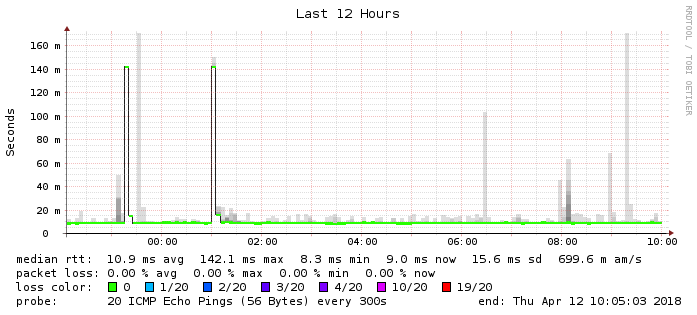 Last 12 Hours
RRDTOOL / TOBI OETIKER
Seconds
160 m
140 m
120 m
100 m
80 m
60 m
40 m
20 m
0
00:00 02:00 04:00 06:00 08:00 10:00
median rtt: 10.9 ms avg 142.1 ms max 8.3 ms min 9.0 ms now 15.6 ms sd 699.6 m am/s
packet loss: 0.00 % avg 0.00 % max 0.00 % min 0.00 % now
loss color: 0 1/20 2/20 3/20 4/20 10/20 19/20
probe: 20 ICMP Echo Pings (56 Bytes) every 300s end: Thu Apr 12 10:05:03 2018